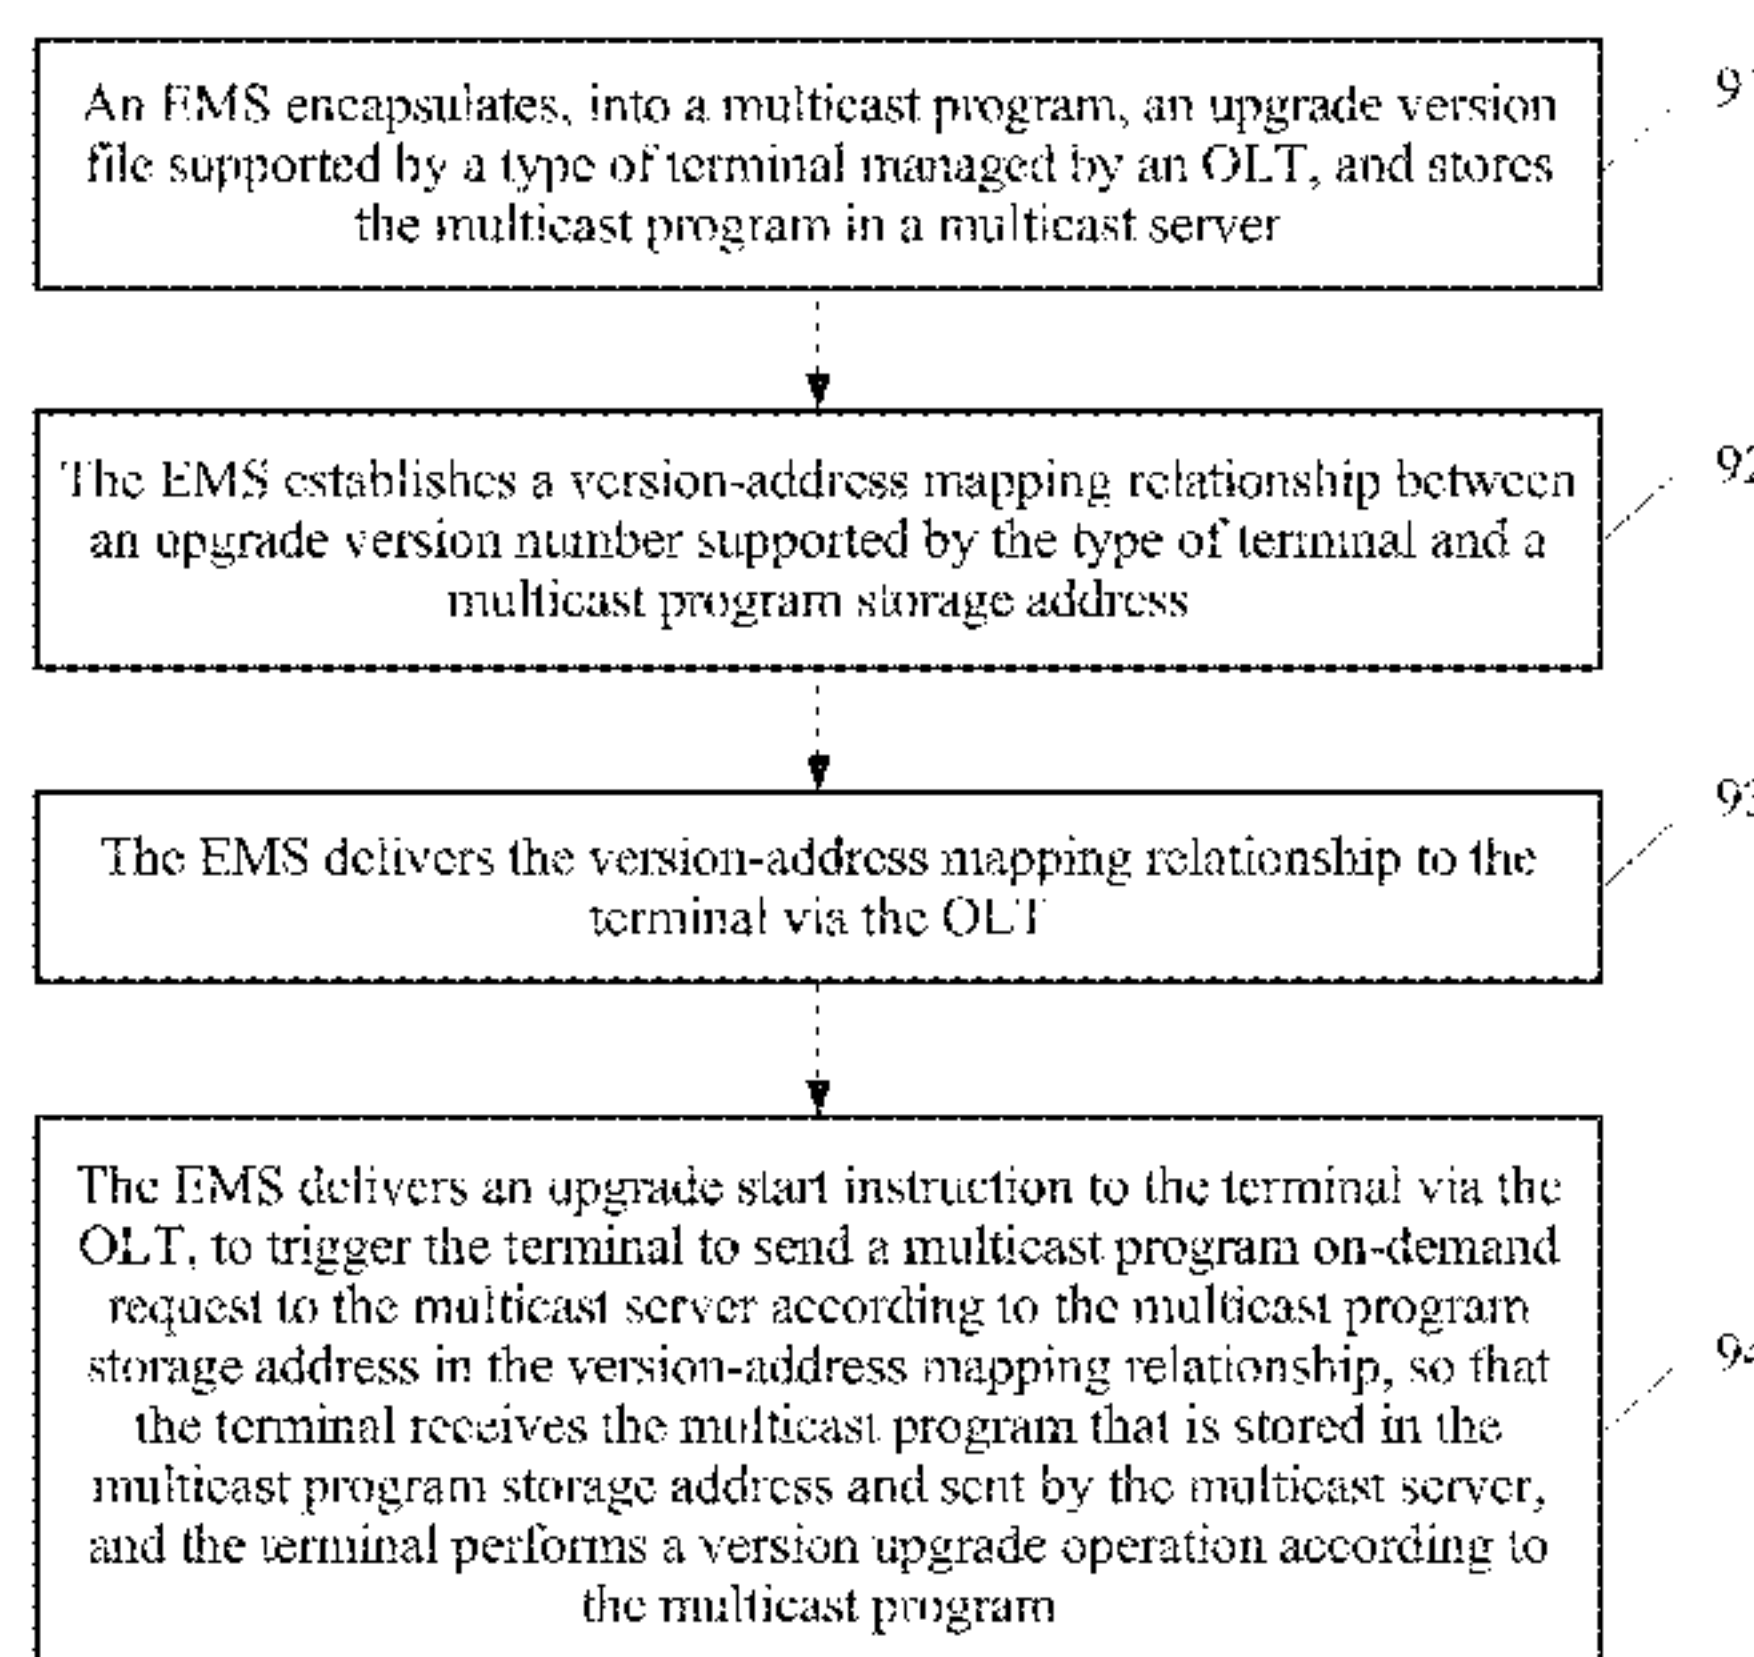 An EMS encapsulates, into a multicast program, an upgrade version
file supported by a type of terminal managed by an OLT, and stores
the multicast program in a multicast server
91
The EMS establishes a version-address mapping relationship between
an upgrade version number supported by the type of terminal and a
multicast program storage address
92
The EMS delivers the version-address mapping relationship to the
terminal via the OLT
93
The EMS delivers an upgrade start instruction to the terminal via the
OLT, to trigger the terminal to send a multicast program on-demand
request to the multicast server according to the multicast program
storage address in the version-address mapping relationship, so that
the terminal receives the multicast program that is stored in the
multicast program storage address and sent by the multicast server,
and the terminal performs a version upgrade operation according to
the multicast program
94